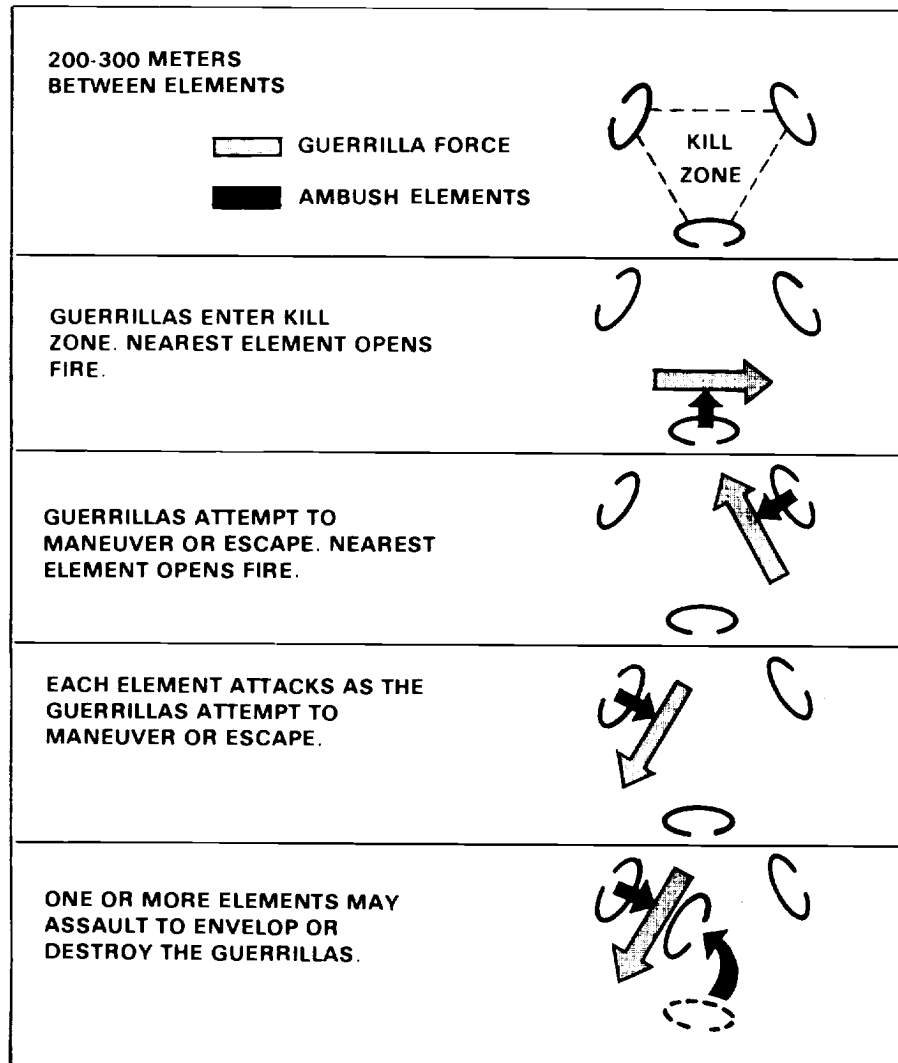 200-300 METERS
BETWEEN ELEMENTS
GUERRILLA FORCE
AMBUSH ELEMENTS
KILL
ZONE
GUERRILLAS ENTER KILL
ZONE. NEAREST ELEMENT OPENS
FIRE.
GUERRILLAS ATTEMPT TO
MANEUVER OR ESCAPE. NEAREST
ELEMENT OPENS FIRE.
EACH ELEMENT ATTACKS AS THE
GUERRILLAS ATTEMPT TO
MANEUVER OR ESCAPE.
ONE OR MORE ELEMENTS MAY
ASSAULT TO ENVELOP OR
DESTROY THE GUERRILLAS.